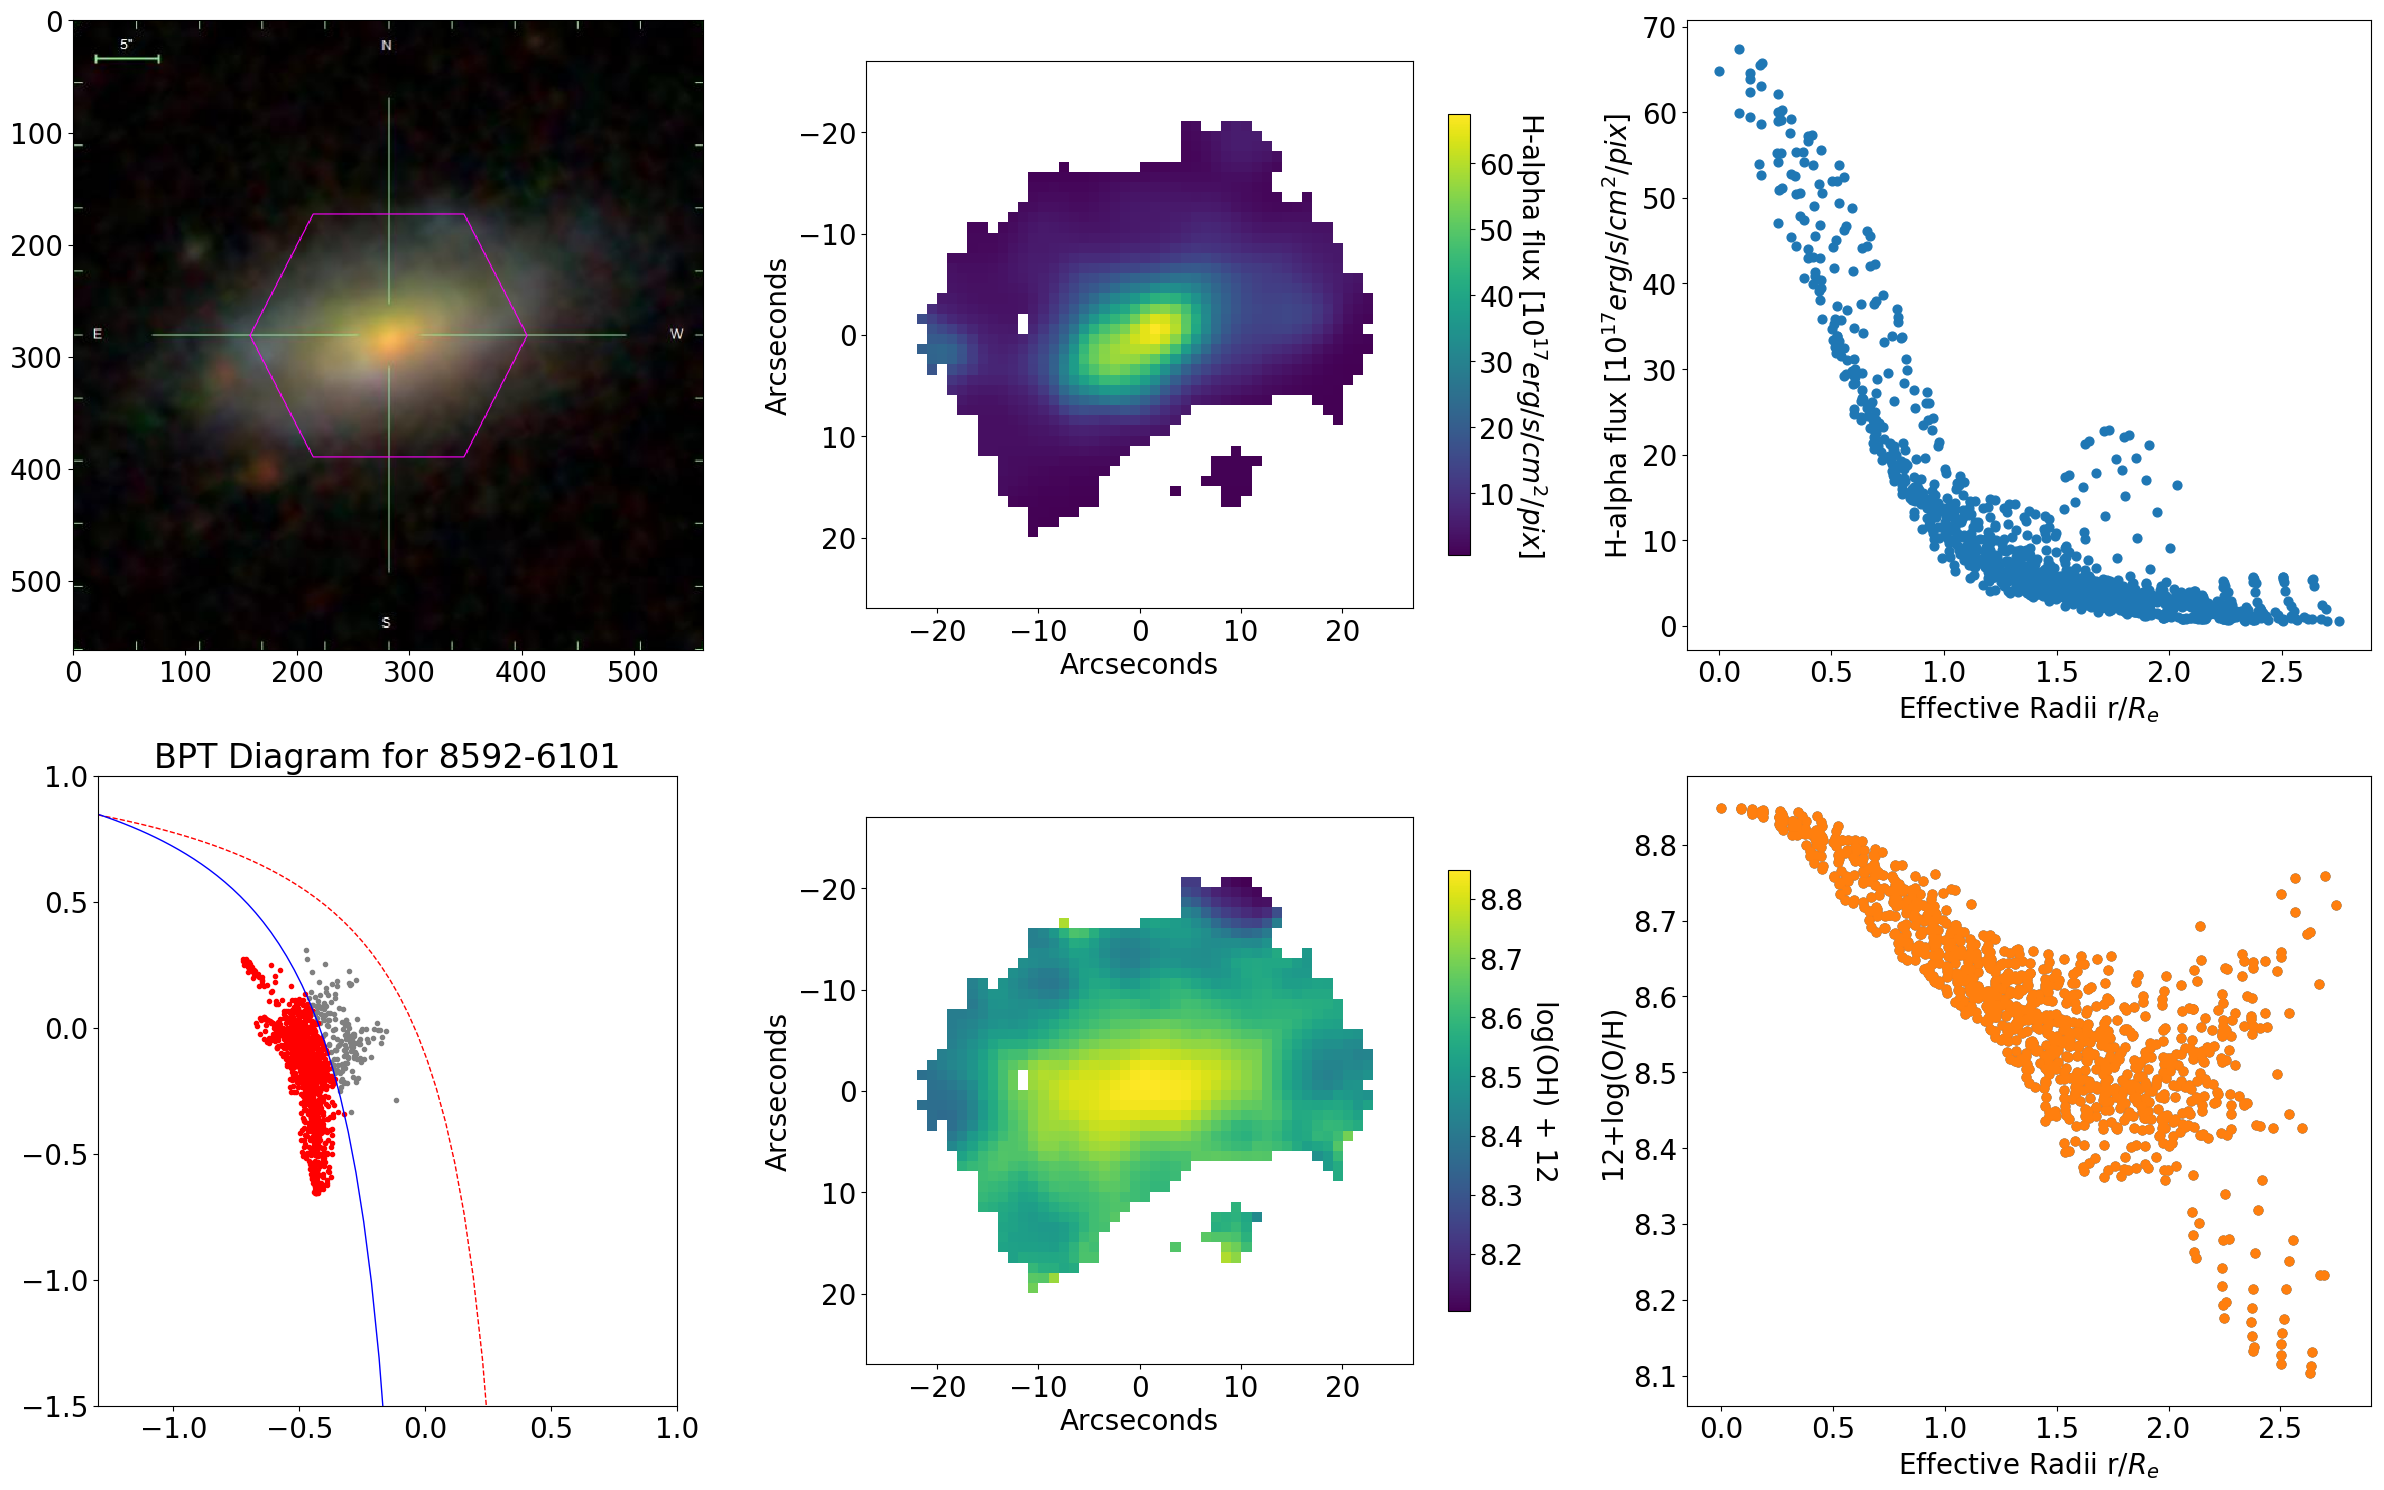 0
100
200
300
400
500
0 100 200 300 400 500
5"
N
E
W
S
−20
−10
0
10
20
−20 −10 0 10 20
Arcseconds
Arcseconds
60
50
40
30
20
10
H-alpha flux [10^17 erg/s/cm^2/pix]
70
60
50
40
30
20
10
0
0.0 0.5 1.0 1.5 2.0 2.5
H-alpha flux [10^17 erg/s/cm^2/pix]
Effective Radii r/R_e
BPT Diagram for 8592-6101
1.0
0.5
0.0
−0.5
−1.0
−1.5
−1.0 −0.5 0.0 0.5 1.0
−20
−10
0
10
20
−20 −10 0 10 20
Arcseconds
Arcseconds
8.8
8.7
8.6
8.5
8.4
8.3
8.2
log(OH) + 12
8.8
8.7
8.6
8.5
8.4
8.3
8.2
8.1
0.0 0.5 1.0 1.5 2.0 2.5
12+log(O/H)
Effective Radii r/R_e